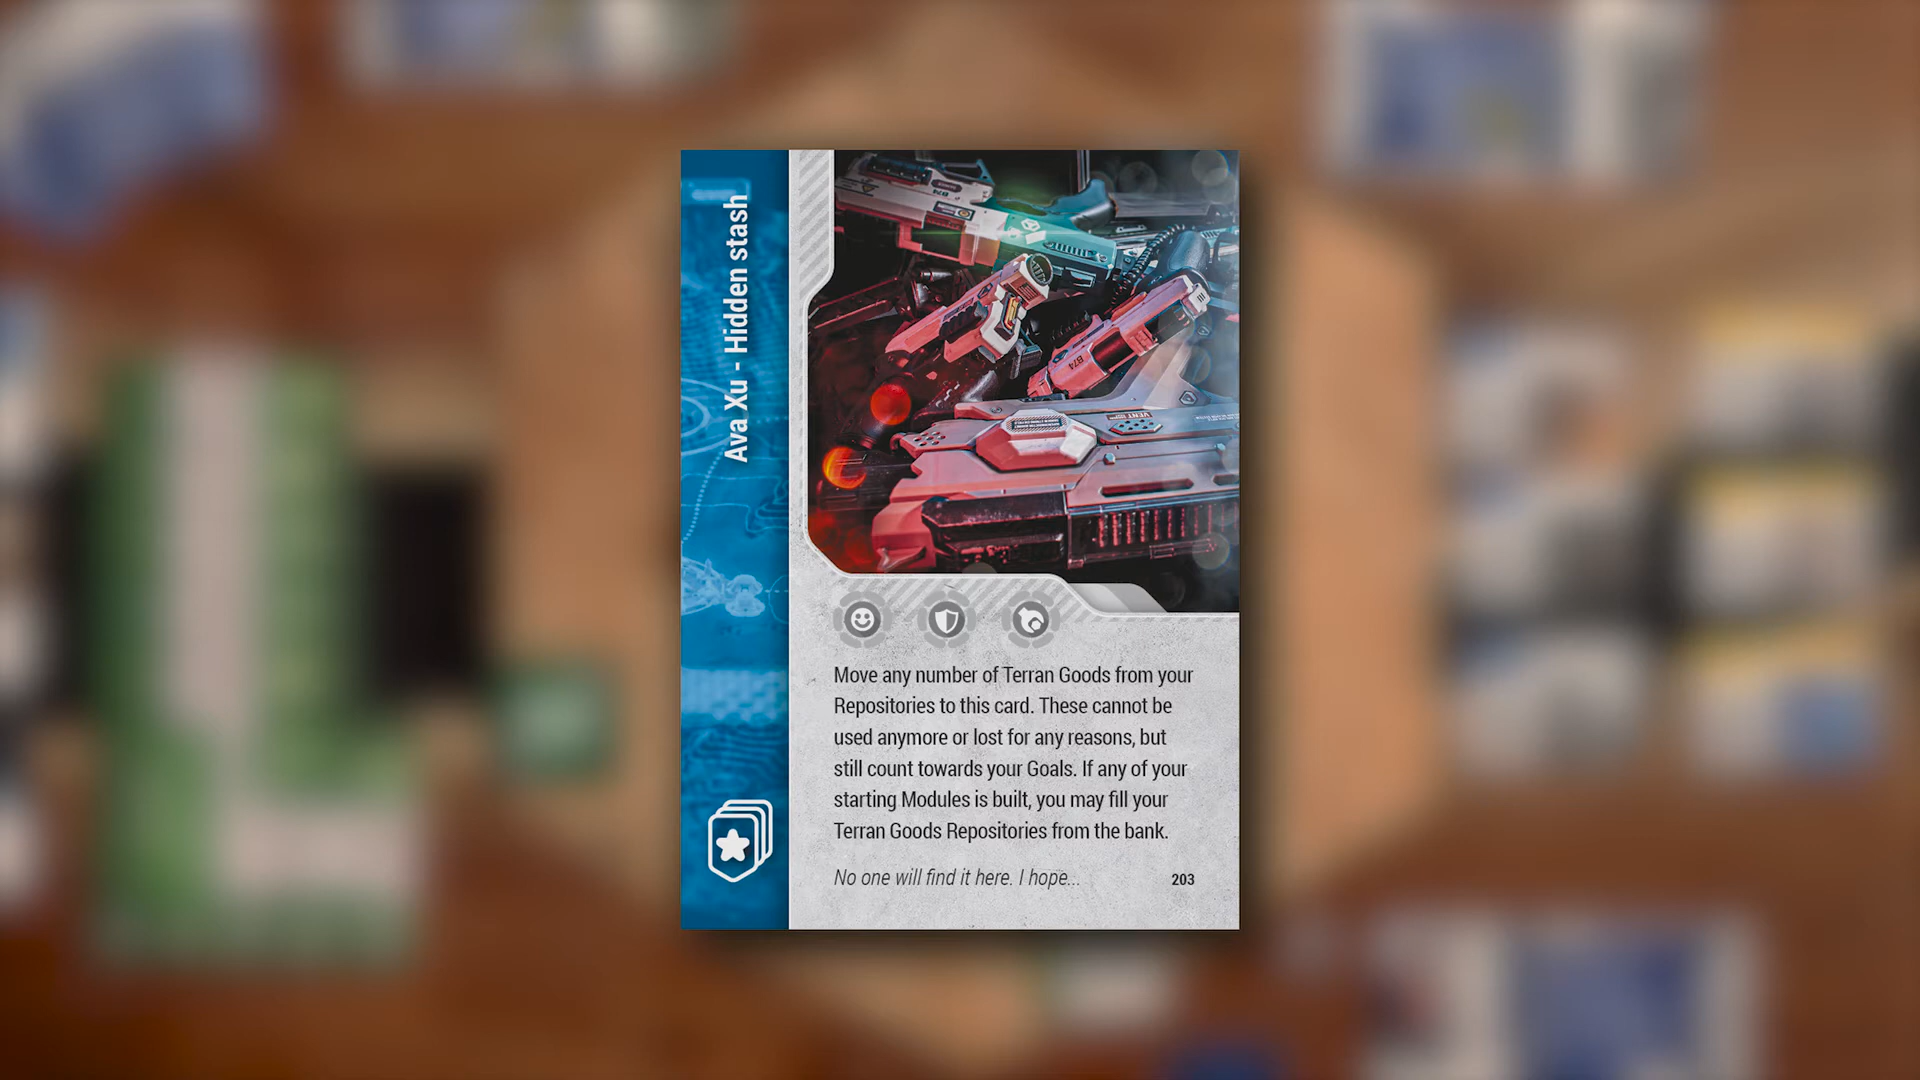 Ava Xu - Hidden stash
B74
VENT
Move any number of Terran Goods from your
Repositories to this card. These cannot be
used anymore or lost for any reasons, but
still count towards your Goals. If any of your
starting Modules is built, you may fill your
Terran Goods Repositories from the bank.
No one will find it here. I hope...
203